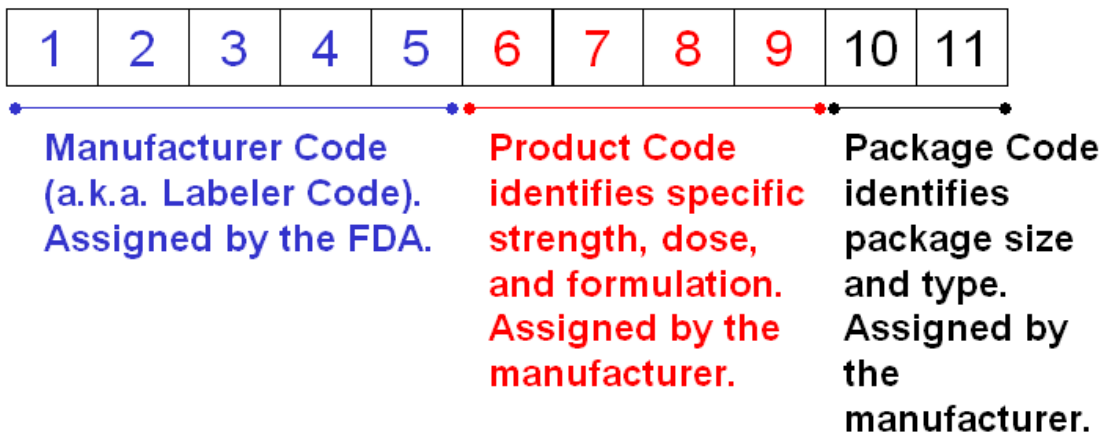 1 2 3 4 5 6 7 8 9 10 11
Manufacturer Code
(a.k.a. Labeler Code).
Assigned by the FDA.
Product Code
identifies specific
strength, dose,
and formulation.
Assigned by the
manufacturer.
Package Code
identifies
package size
and type.
Assigned by
the
manufacturer.